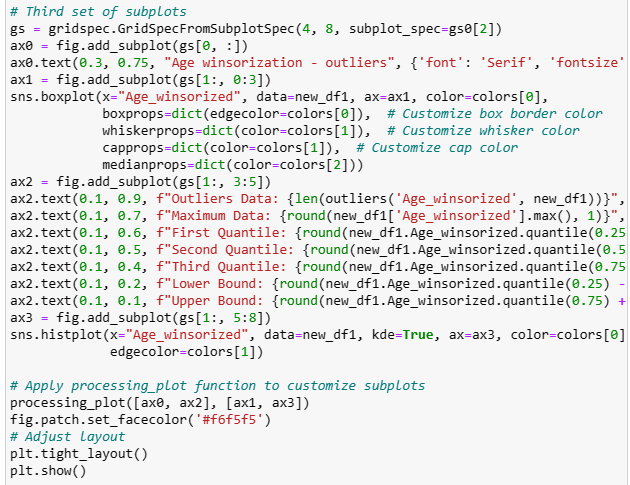 # Third set of subplots
gs = gridspec.GridSpecFromSubplotSpec(4, 8, subplot_spec=gs0[2])
ax0 = fig.add_subplot(gs[0, :])
ax0.text(0.3, 0.75, "Age winsorization - outliers", {'font': 'Serif', 'fontsize'
ax1 = fig.add_subplot(gs[1:, 0:3])
sns.boxplot(x="Age_winsorized", data=new_df1, ax=ax1, color=colors[0],
            boxprops=dict(edgecolor=colors[0]),  # Customize box border color
            whiskerprops=dict(color=colors[1]),  # Customize whisker color
            capprops=dict(color=colors[1]),  # Customize cap color
            medianprops=dict(color=colors[2]))
ax2 = fig.add_subplot(gs[1:, 3:5])
ax2.text(0.1, 0.9, f"Outliers Data: {len(outliers('Age_winsorized', new_df1))}",
ax2.text(0.1, 0.7, f"Maximum Data: {round(new_df1['Age_winsorized'].max(), 1)}",
ax2.text(0.1, 0.6, f"First Quantile: {round(new_df1.Age_winsorized.quantile(0.25
ax2.text(0.1, 0.5, f"Second Quantile: {round(new_df1.Age_winsorized.quantile(0.5
ax2.text(0.1, 0.4, f"Third Quantile: {round(new_df1.Age_winsorized.quantile(0.75
ax2.text(0.1, 0.2, f"Lower Bound: {round(new_df1.Age_winsorized.quantile(0.25) -
ax2.text(0.1, 0.1, f"Upper Bound: {round(new_df1.Age_winsorized.quantile(0.75) +
ax3 = fig.add_subplot(gs[1:, 5:8])
sns.histplot(x="Age_winsorized", data=new_df1, kde=True, ax=ax3, color=colors[0]
             edgecolor=colors[1])

# Apply processing_plot function to customize subplots
processing_plot([ax0, ax2], [ax1, ax3])
fig.patch.set_facecolor('#f6f5f5')
# Adjust layout
plt.tight_layout()
plt.show()